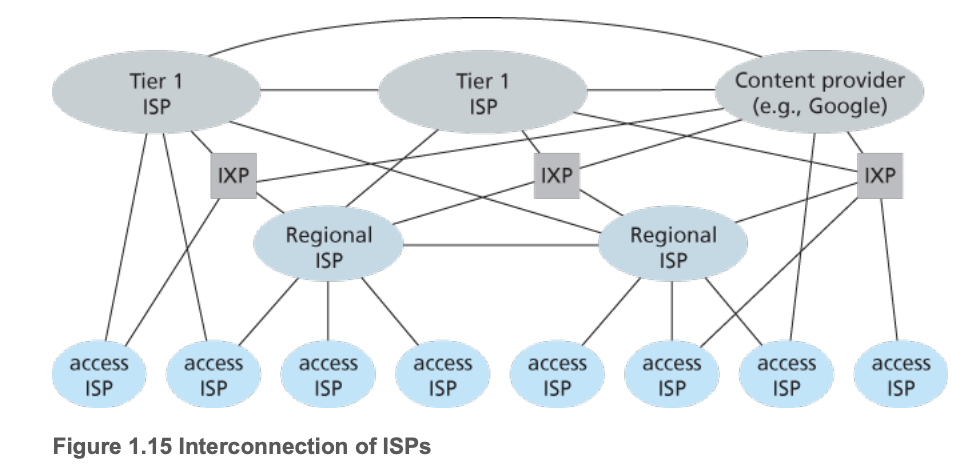 Tier 1
ISP
Tier 1
ISP
Content provider
(e.g., Google)
IXP
IXP
IXP
Regional
ISP
Regional
ISP
access
ISP
access
ISP
access
ISP
access
ISP
access
ISP
access
ISP
access
ISP
access
ISP
Figure 1.15 Interconnection of ISPs